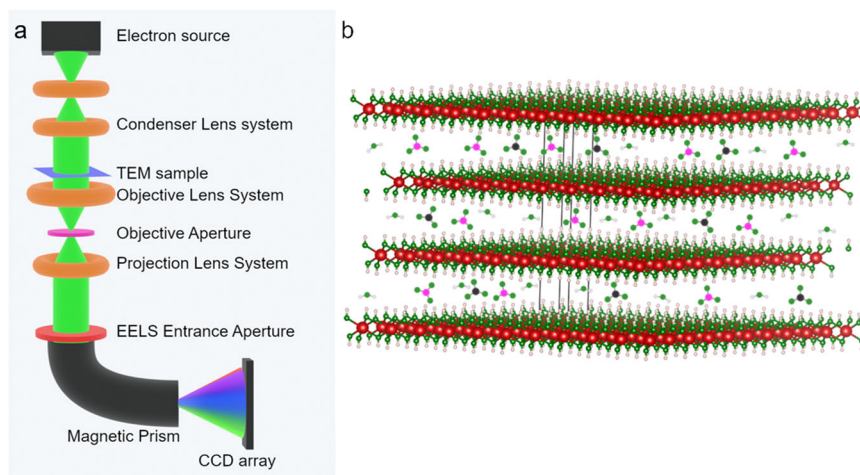 a
b
Electron source
Condenser Lens system
TEM sample
Objective Lens System
Objective Aperture
Projection Lens System
EELS Entrance Aperture
Magnetic Prism
CCD array